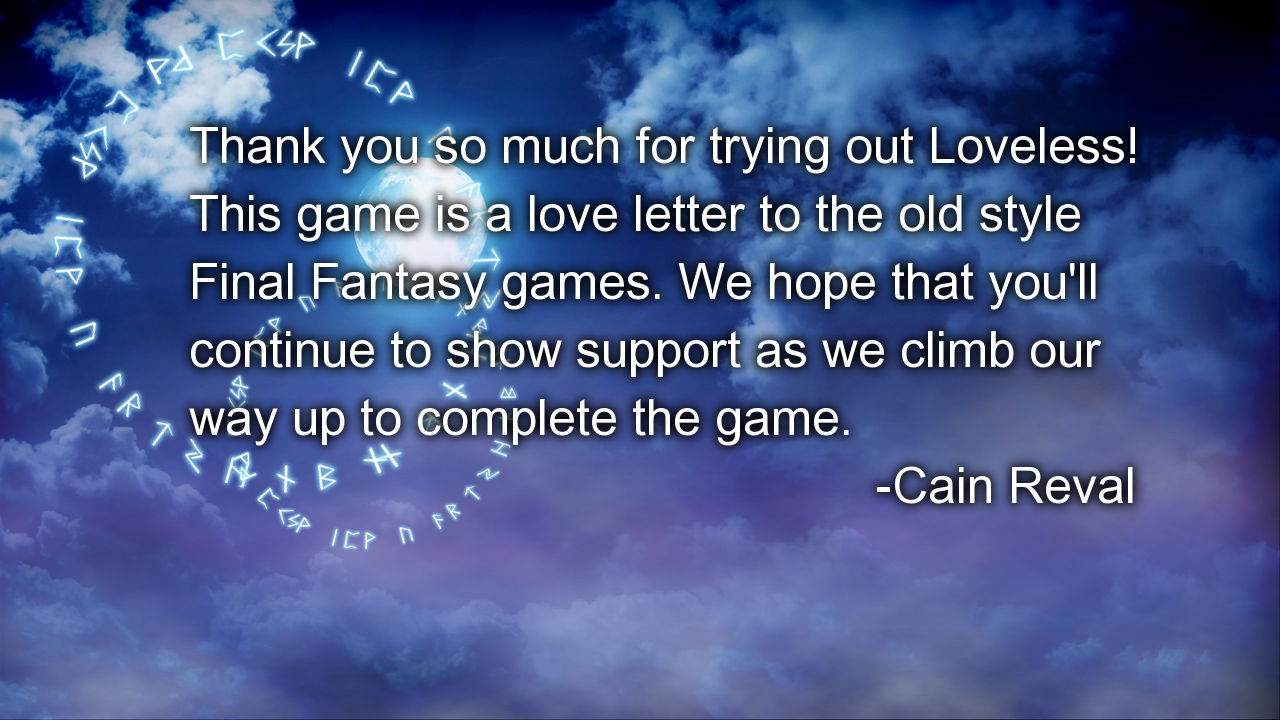 Thank you so much for trying out Loveless!
This game is a love letter to the old style
Final Fantasy games. We hope that you'll
continue to show support as we climb our
way up to complete the game.
-Cain Reval